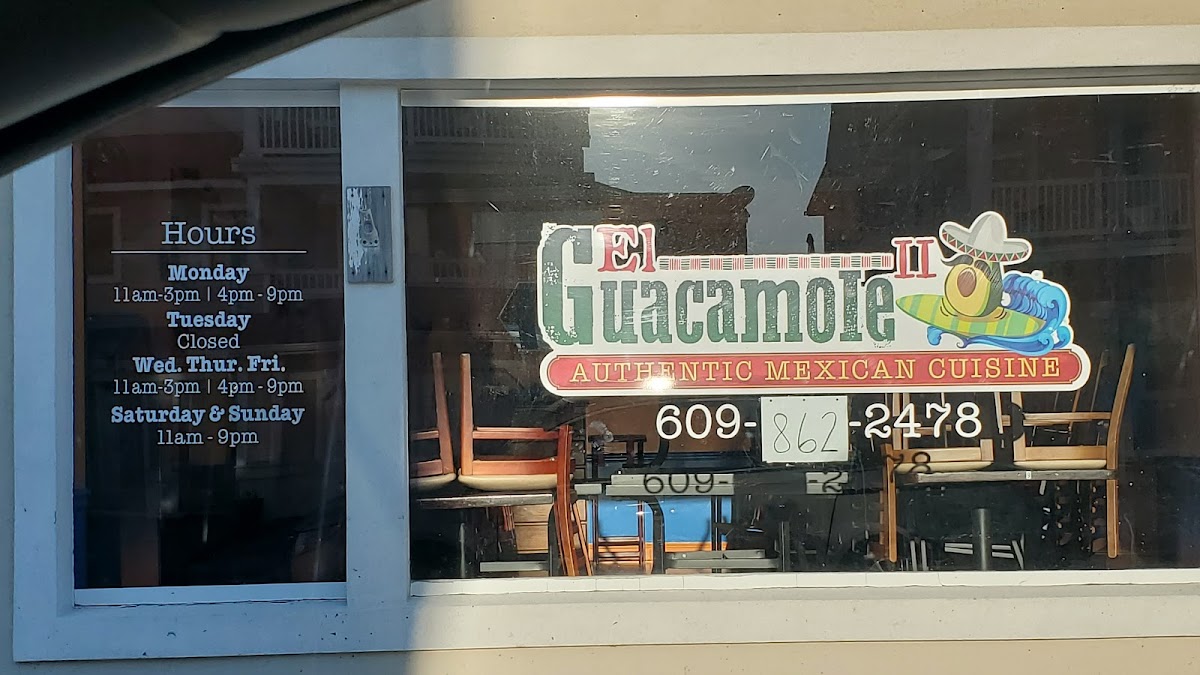 Hours
Monday
11am-3pm | 4pm - 9pm
Tuesday
Closed
Wed. Thur. Fri.
11am-3pm | 4pm - 9pm
Saturday & Sunday
11am - 9pm
El II
Guacamole
AUTHENTIC MEXICAN CUISINE
609-862-2478